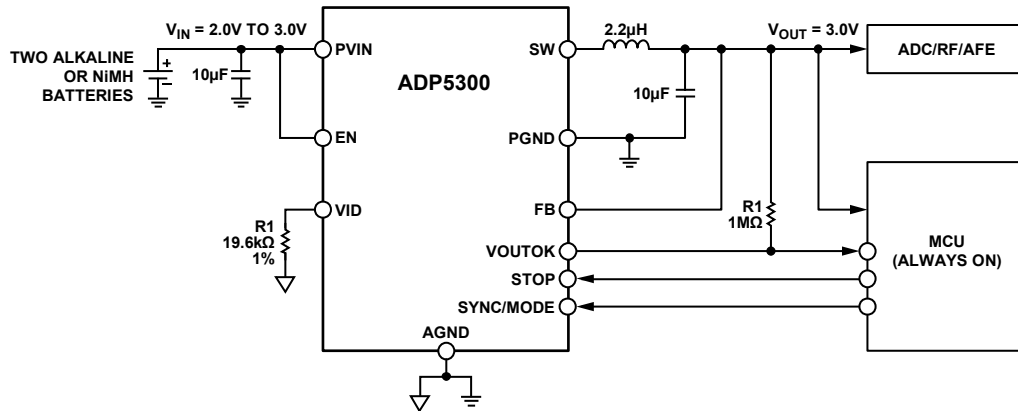 VIN = 2.0V TO 3.0V
TWO ALKALINE
OR NiMH
BATTERIES
+
–
10µF
PVIN
EN
VID
R1
19.6kΩ
1%
ADP5300
AGND
SW
PGND
FB
VOUTOK
STOP
SYNC/MODE
2.2µH
10µF
VOUT = 3.0V
R1
1MΩ
ADC/RF/AFE
MCU
(ALWAYS ON)